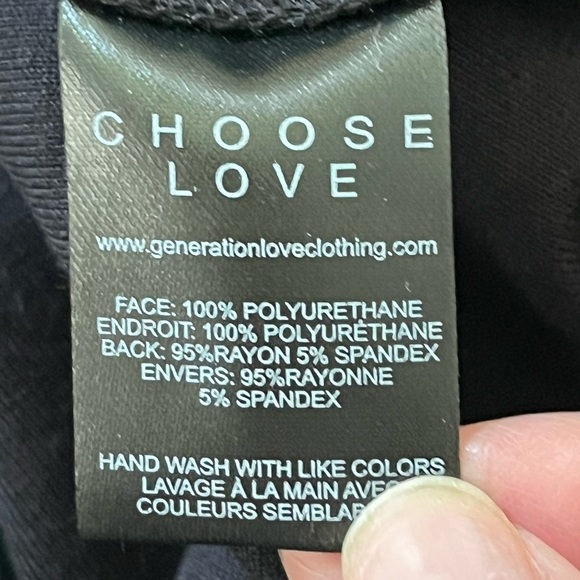 CHOOSE
LOVE
www.generationloveclothing.com
FACE: 100% POLYURETHANE
ENDROIT: 100% POLYURÉTHANE
BACK: 95%RAYON 5% SPANDEX
ENVERS: 95%RAYONNE
5% SPANDEX
HAND WASH WITH LIKE COLORS
LAVAGE À LA MAIN
COULEURS